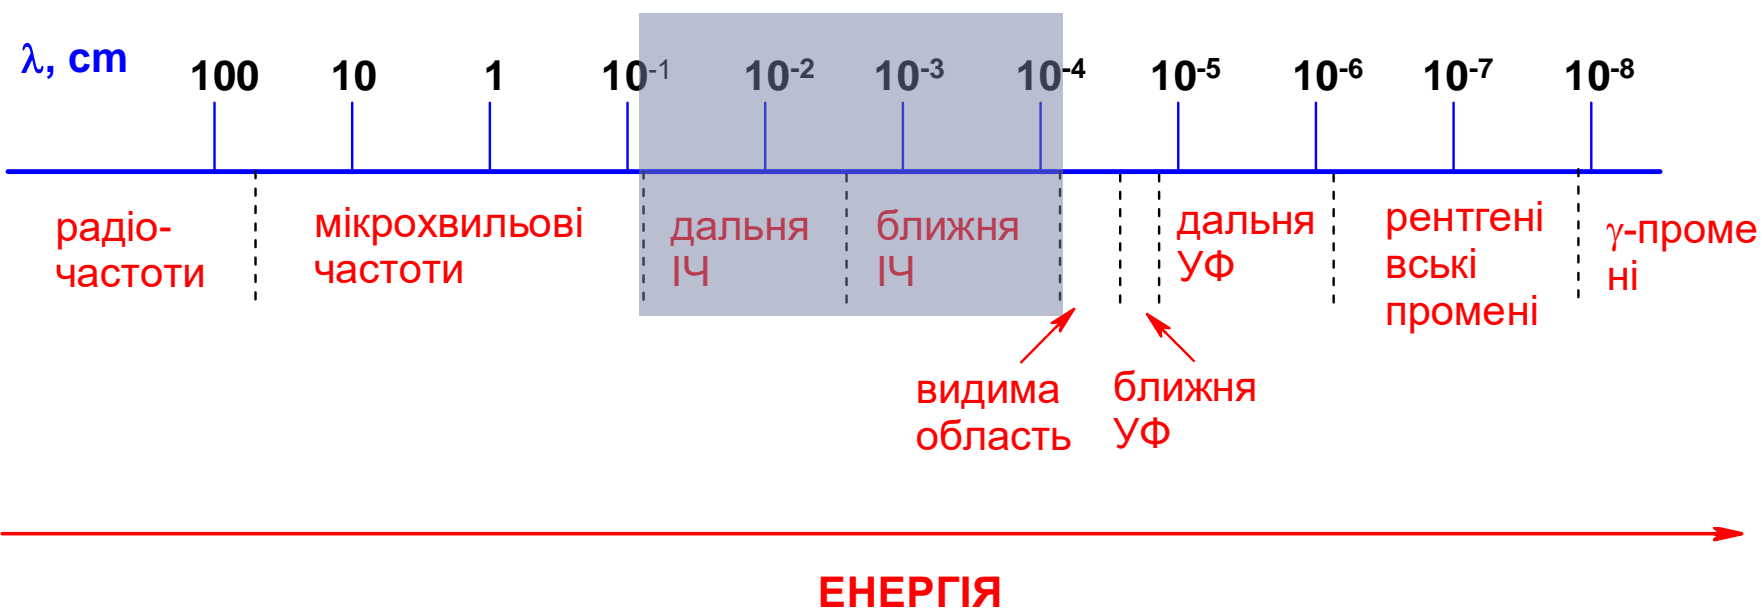 λ, cm 100 10 1 10⁻¹ 10⁻² 10⁻³ 10⁻⁴ 10⁻⁵ 10⁻⁶ 10⁻⁷ 10⁻⁸
радіо-
частоти
мікрохвильові
частоти
дальня
ІЧ
ближня
ІЧ
дальня
УФ
рентгені
вські
промені
γ-проме
ні
видима
область
ближня
УФ
ЕНЕРГІЯ